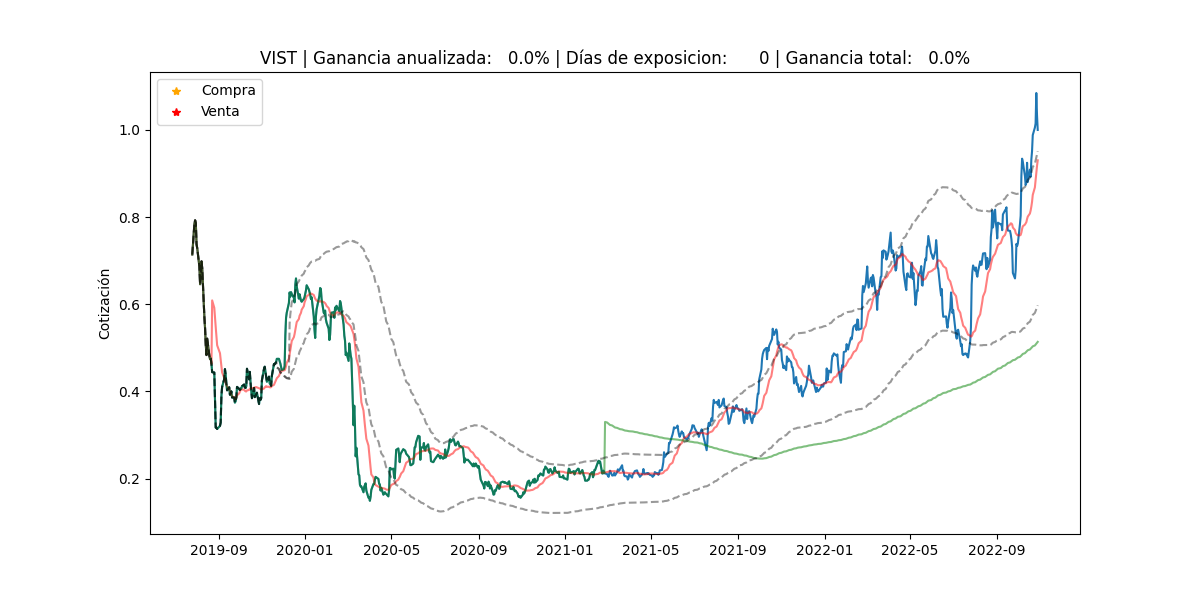 VIST | Ganancia anualizada:   0.0% | Días de exposicion:      0 | Ganancia total:   0.0%
Compra
Venta
Cotización
1.0
0.8
0.6
0.4
0.2
2019-09 2020-01 2020-05 2020-09 2021-01 2021-05 2021-09 2022-01 2022-05 2022-09